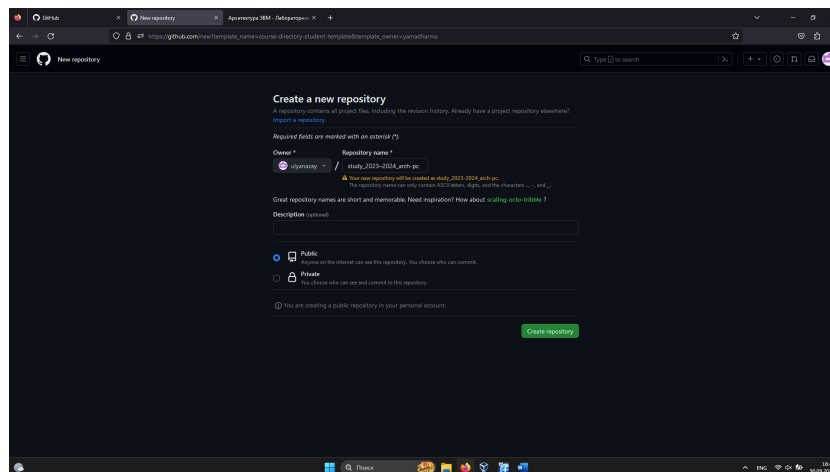 GitHub
New repository
Архитектура ЭВМ - Лаборатор
https://github.com/new?template_name=course-directory-student-template&template_owner=yamadharma
New repository
Type / to search
Create a new repository
A repository contains all project files, including the revision history. Already have a project repository elsewhere?
Import a repository.
Required fields are marked with an asterisk (*).
Owner * Repository name *
ulyanazay / study_2023–2024_arch-pc
Your new repository will be created as study_2023-2024_arch-pc.
The repository name can only contain ASCII letters, digits, and the characters ., -, and _.
Great repository names are short and memorable. Need inspiration? How about scaling-octo-tribble ?
Description (optional)
Public
Anyone on the internet can see this repository. You choose who can commit.
Private
You choose who can see and commit to this repository.
You are creating a public repository in your personal account.
Create repository
Поиск
ENG